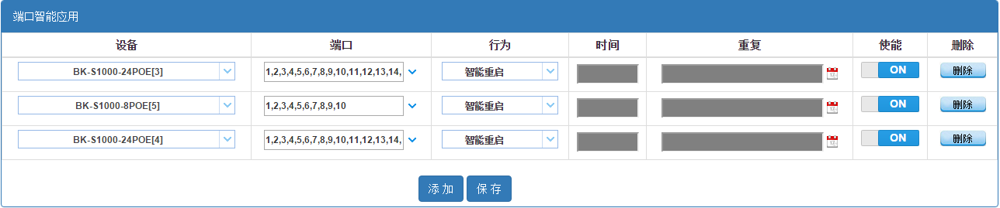 端口智能应用
设备 端口 行为 时间 重复 使能 删除
BK-S1000-24POE[3] 1,2,3,4,5,6,7,8,9,10,11,12,13,14, 智能重启 ON 删除
BK-S1000-8POE[5] 1,2,3,4,5,6,7,8,9,10 智能重启 ON 删除
BK-S1000-24POE[4] 1,2,3,4,5,6,7,8,9,10,11,12,13,14, 智能重启 ON 删除
添加 保存